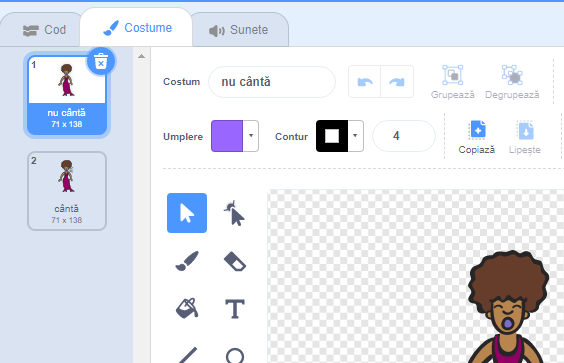 Cod
Costume
Sunete
1
nu cântă
71 x 138
2
cântă
71 x 138
Costum
nu cântă
Grupează
Degrupează
Umplere
Contur
4
Copiază
Lipește
T